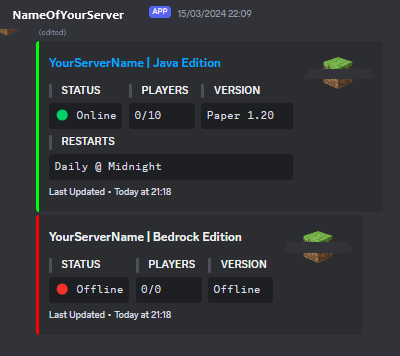 NameOfYourServer APP 15/03/2024 22:09
(edited)
YourServerName | Java Edition
STATUS PLAYERS VERSION
Online 0/10 Paper 1.20
RESTARTS
Daily @ Midnight
Last Updated • Today at 21:18
YourServerName | Bedrock Edition
STATUS PLAYERS VERSION
Offline 0/0 Offline
Last Updated • Today at 21:18